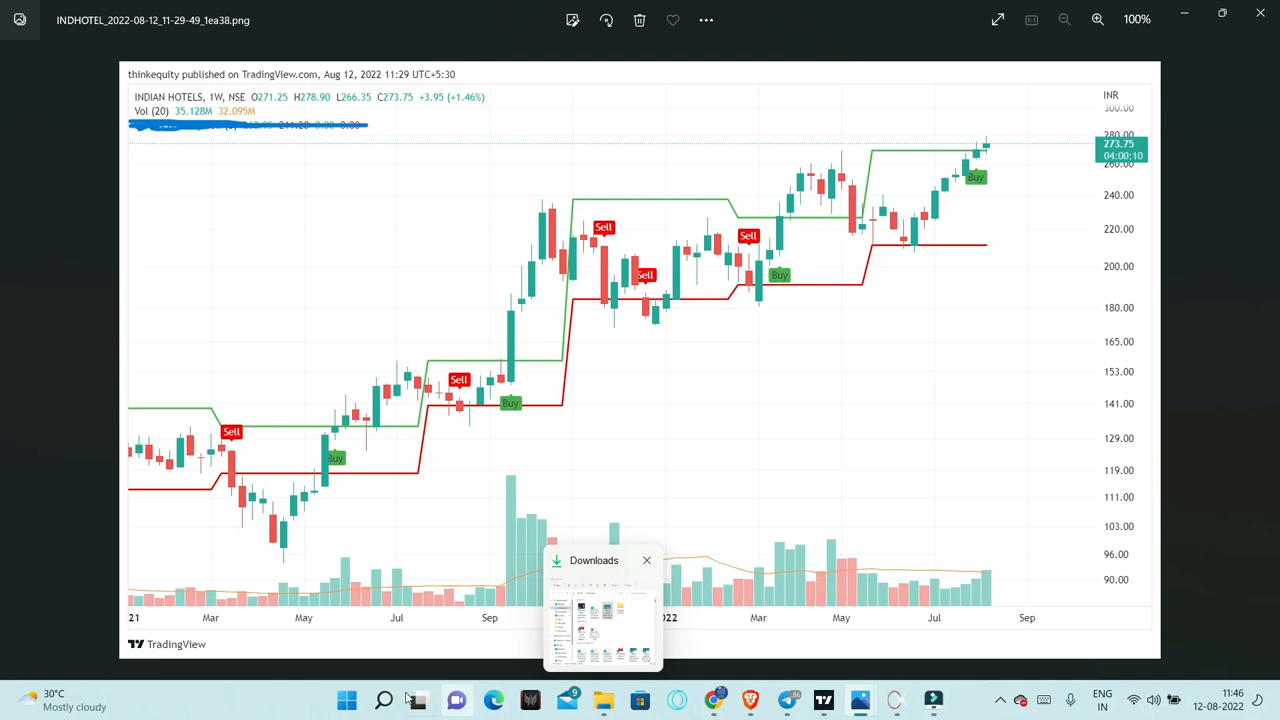 INDHOTEL_2022-08-12_11-29-49_1ea38.png
100%
thinkequity published on TradingView.com, Aug 12, 2022 11:29 UTC+5:30
INDIAN HOTELS, 1W, NSE O271.25 H278.90 L266.35 C273.75 +3.95 (+1.46%)
Vol (20) 35.128M 32.095M
INR
300.00
280.00
273.75
04:00:10
260.00
Buy
240.00
Sell
220.00
Sell
200.00
Sell
Buy
180.00
165.00
153.00
Sell
141.00
Buy
129.00
Sell
Buy
119.00
111.00
103.00
96.00
90.00
Downloads
21 Mar May Jul Sep 2022 Mar May Jul Sep
TradingView
30°C
Mostly cloudy
9
86
ENG
IN
11:46
12-08-2022